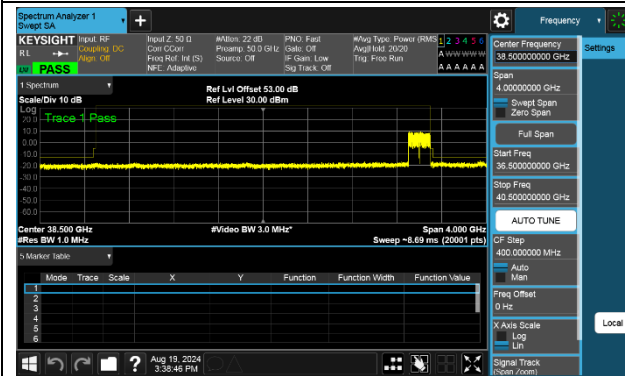 Spectrum Analyzer 1
Swept SA
Frequency
KEYSIGHT
Input: RF
Coupling: DC
Align: Off
Input Z: 50 Ω
Corr CCorr
Freq Ref: Int (S)
NFE: Adaptive
#Atten: 22 dB
Preamp: 50.0 GHz
Source: Off
PNO: Fast
Gate: Off
IF Gain: Low
Sig Track: Off
#Avg Type: Power (RMS)
Avg|Hold: 20/20
Trig: Free Run
1 2 3 4 5 6
A W W W W W
A A A A A A
RL
PASS
1 Spectrum
Scale/Div 10 dB
Ref Lvl Offset 53.00 dB
Ref Level 30.00 dBm
Log
Trace 1 Pass
20.0
10.0
0.00
-10.0
-20.0
-30.0
-40.0
-50.0
-60.0
Center 38.500 GHz
#Res BW 1.0 MHz
#Video BW 3.0 MHz*
Span 4.000 GHz
Sweep ~8.69 ms (20001 pts)
5 Marker Table
Mode Trace Scale X Y Function Function Width Function Value
1
2
3
4
5
6
Aug 19, 2024
3:38:46 PM
Center Frequency
38.500000000 GHz
Settings
Span
4.00000000 GHz
Swept Span
Zero Span
Full Span
Start Freq
36.500000000 GHz
Stop Freq
40.500000000 GHz
AUTO TUNE
CF Step
400.000000 MHz
Auto
Man
Freq Offset
0 Hz
X Axis Scale
Log
Lin
Local
Signal Track
(Span Zoom)